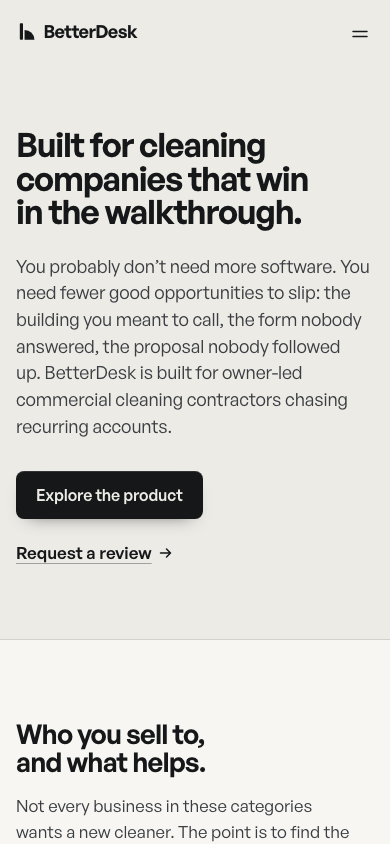 BetterDesk
Built for cleaning
companies that win
in the walkthrough.
You probably don’t need more software. You
need fewer good opportunities to slip: the
building you meant to call, the form nobody
answered, the proposal nobody followed
up. BetterDesk is built for owner-led
commercial cleaning contractors chasing
recurring accounts.
Explore the product
Request a review →
Who you sell to,
and what helps.
Not every business in these categories
wants a new cleaner. The point is to find the